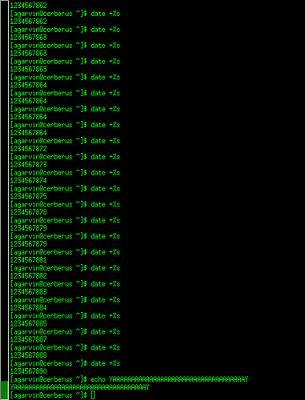 1234567862
[agarvin@cerberus ~]$ date +%s
1234567862
[agarvin@cerberus ~]$ date +%s
1234567863
[agarvin@cerberus ~]$ date +%s
1234567863
[agarvin@cerberus ~]$ date +%s
1234567863
[agarvin@cerberus ~]$ date +%s
1234567864
[agarvin@cerberus ~]$ date +%s
1234567864
[agarvin@cerberus ~]$ date +%s
1234567864
[agarvin@cerberus ~]$ date +%s
1234567864
[agarvin@cerberus ~]$ date +%s
1234567872
[agarvin@cerberus ~]$ date +%s
1234567873
[agarvin@cerberus ~]$ date +%s
1234567874
[agarvin@cerberus ~]$ date +%s
1234567875
[agarvin@cerberus ~]$ date +%s
1234567878
[agarvin@cerberus ~]$ date +%s
1234567879
[agarvin@cerberus ~]$ date +%s
1234567879
[agarvin@cerberus ~]$ date +%s
1234567881
[agarvin@cerberus ~]$ date +%s
1234567882
[agarvin@cerberus ~]$ date +%s
1234567883
[agarvin@cerberus ~]$ date +%s
1234567884
[agarvin@cerberus ~]$ date +%s
1234567885
[agarvin@cerberus ~]$ date +%s
1234567887
[agarvin@cerberus ~]$ date +%s
1234567888
[agarvin@cerberus ~]$ date +%s
1234567890
[agarvin@cerberus ~]$ echo YAAAAAAAAAAAAAAAAAAAAAAAAAAAAAAAAAAAAY
YAAAAAAAAAAAAAAAAAAAAAAAAAAAAAAAAAAAAY
[agarvin@cerberus ~]$